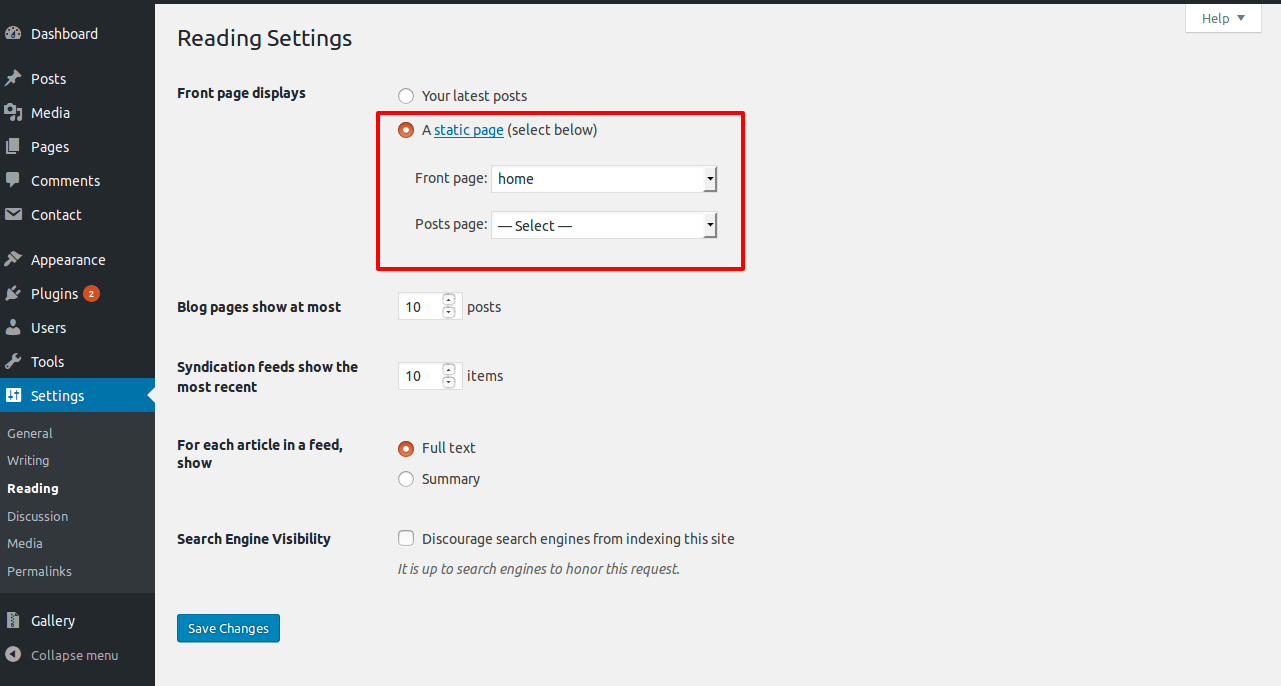 Dashboard
Posts
Media
Pages
Comments
Contact
Appearance
Plugins 2
Users
Tools
Settings
General
Writing
Reading
Discussion
Media
Permalinks
Gallery
Collapse menu
Help
Reading Settings
Front page displays
Your latest posts
A static page (select below)
Front page: home
Posts page: — Select —
Blog pages show at most
10 posts
Syndication feeds show the
most recent
10 items
For each article in a feed,
show
Full text
Summary
Search Engine Visibility
Discourage search engines from indexing this site
It is up to search engines to honor this request.
Save Changes